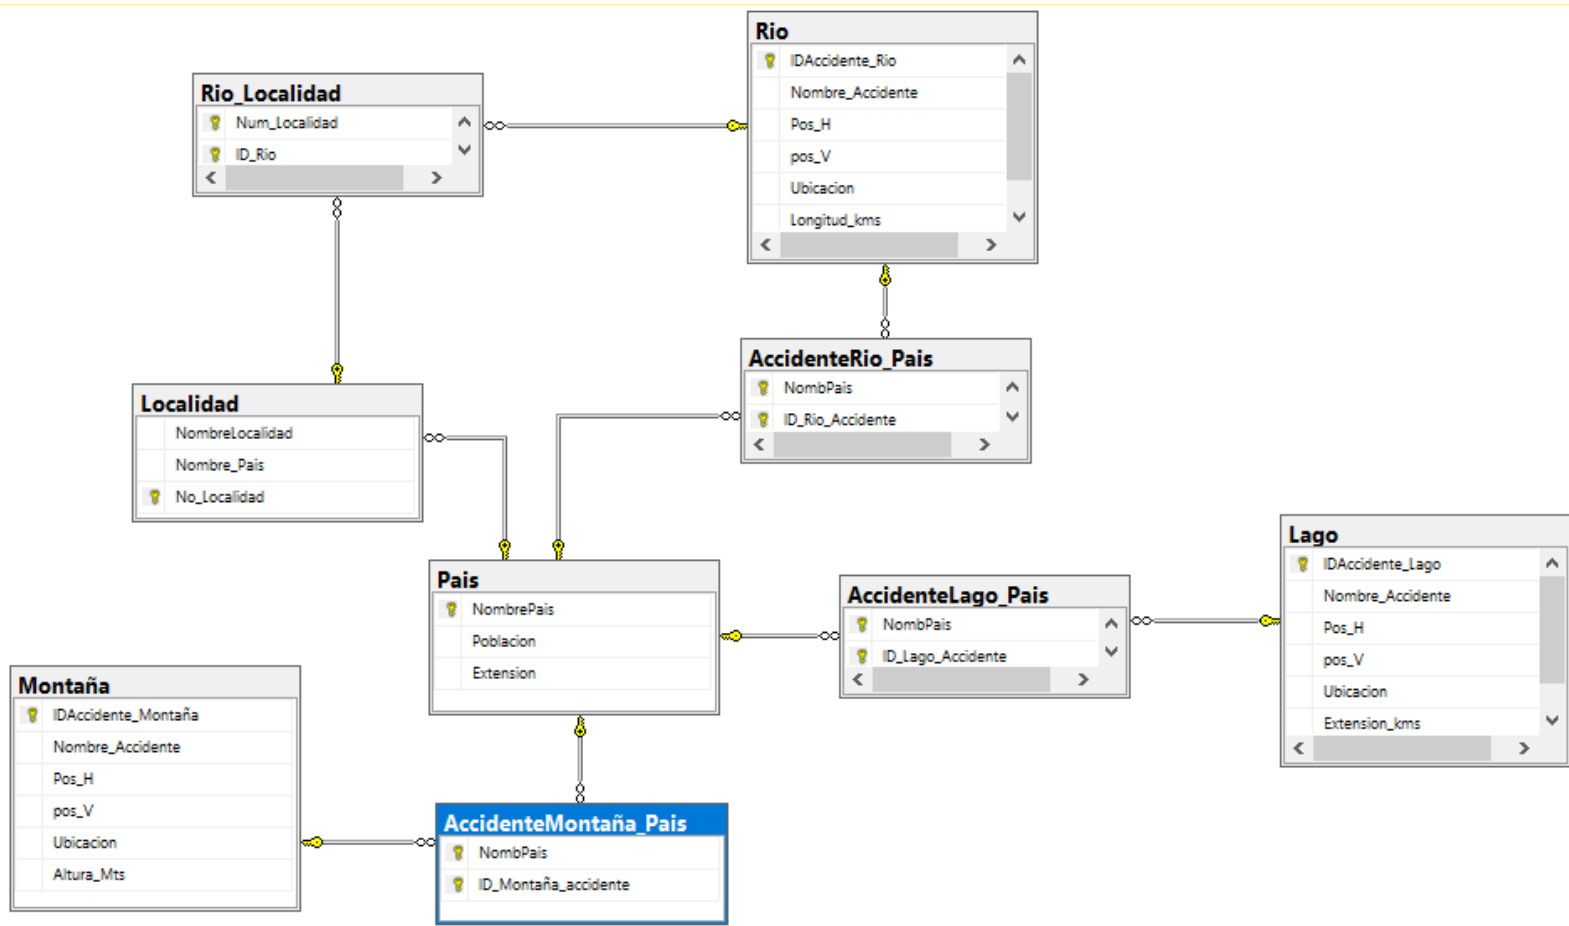 Rio
IDAccidente_Rio
Nombre_Accidente
Pos_H
pos_V
Ubicacion
Longitud_kms
Rio_Localidad
Num_Localidad
ID_Rio
AccidenteRio_Pais
NombPais
ID_Rio_Accidente
Localidad
NombreLocalidad
Nombre_Pais
No_Localidad
Pais
NombrePais
Poblacion
Extension
AccidenteLago_Pais
NombPais
ID_Lago_Accidente
Lago
IDAccidente_Lago
Nombre_Accidente
Pos_H
pos_V
Ubicacion
Extension_kms
Montaña
IDAccidente_Montaña
Nombre_Accidente
Pos_H
pos_V
Ubicacion
Altura_Mts
AccidenteMontaña_Pais
NombPais
ID_Montaña_accidente